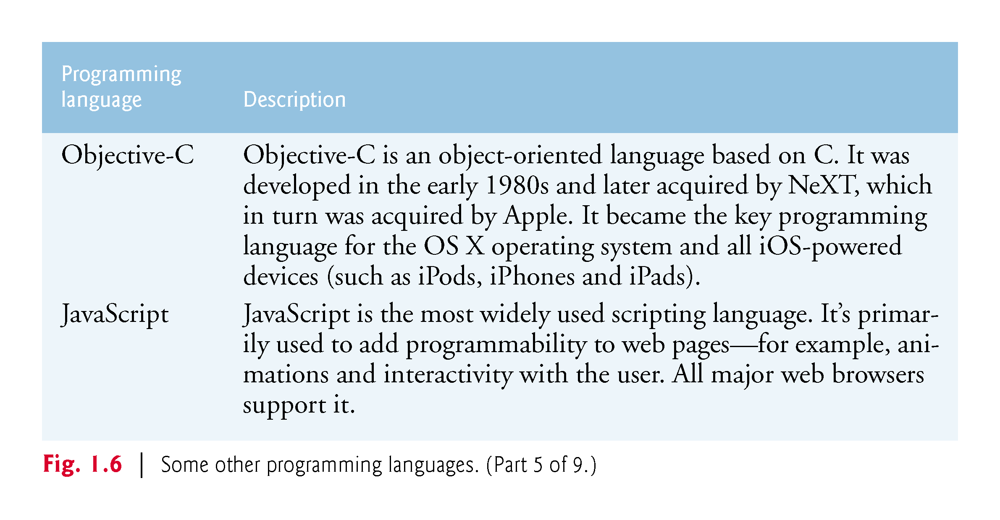 Programming
language Description
Objective-C Objective-C is an object-oriented language based on C. It was
developed in the early 1980s and later acquired by NeXT, which
in turn was acquired by Apple. It became the key programming
language for the OS X operating system and all iOS-powered
devices (such as iPods, iPhones and iPads).
JavaScript JavaScript is the most widely used scripting language. It’s primar-
ily used to add programmability to web pages—for example, ani-
mations and interactivity with the user. All major web browsers
support it.
Fig. 1.6 | Some other programming languages. (Part 5 of 9.)